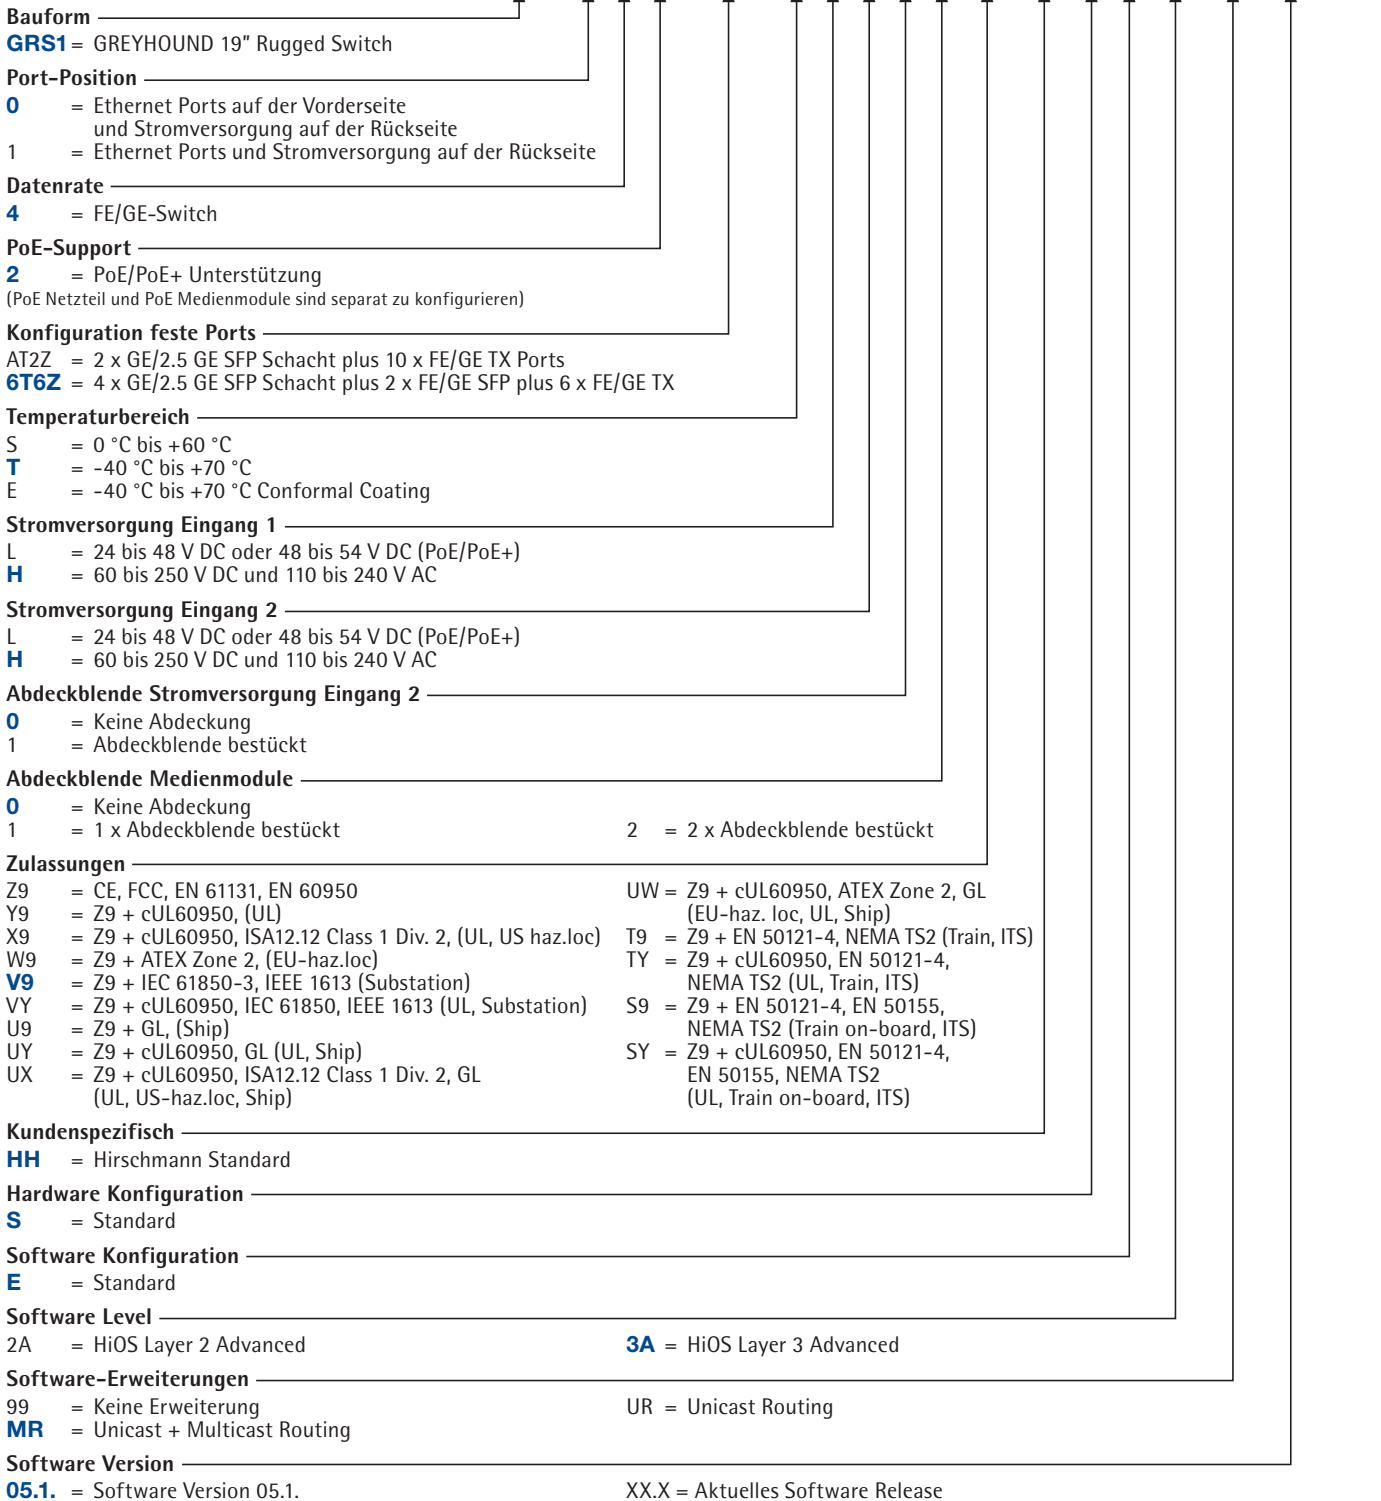 Bauform
GRS1 = GREYHOUND 19" Rugged Switch
Port-Position
0 = Ethernet Ports auf der Vorderseite
und Stromversorgung auf der Rückseite
1 = Ethernet Ports und Stromversorgung auf der Rückseite
Datenrate
4 = FE/GE-Switch
PoE-Support
2 = PoE/PoE+ Unterstützung
(PoE Netzteil und PoE Medienmodule sind separat zu konfigurieren)
Konfiguration feste Ports
AT2Z = 2 x GE/2.5 GE SFP Schacht plus 10 x FE/GE TX Ports
6T6Z = 4 x GE/2.5 GE SFP Schacht plus 2 x FE/GE SFP plus 6 x FE/GE TX
Temperaturbereich
S = 0 °C bis +60 °C
T = -40 °C bis +70 °C
E = -40 °C bis +70 °C Conformal Coating
Stromversorgung Eingang 1
L = 24 bis 48 V DC oder 48 bis 54 V DC (PoE/PoE+)
H = 60 bis 250 V DC und 110 bis 240 V AC
Stromversorgung Eingang 2
L = 24 bis 48 V DC oder 48 bis 54 V DC (PoE/PoE+)
H = 60 bis 250 V DC und 110 bis 240 V AC
Abdeckblende Stromversorgung Eingang 2
0 = Keine Abdeckung
1 = Abdeckblende bestückt
Abdeckblende Medienmodule
0 = Keine Abdeckung
1 = 1 x Abdeckblende bestückt
2 = 2 x Abdeckblende bestückt
Zulassungen
Z9 = CE, FCC, EN 61131, EN 60950
Y9 = Z9 + cUL60950, (UL)
X9 = Z9 + cUL60950, ISA12.12 Class 1 Div. 2, (UL, US haz.loc)
W9 = Z9 + ATEX Zone 2, (EU-haz.loc)
V9 = Z9 + IEC 61850-3, IEEE 1613 (Substation)
VY = Z9 + cUL60950, IEC 61850, IEEE 1613 (UL, Substation)
U9 = Z9 + GL, (Ship)
UY = Z9 + cUL60950, GL (UL, Ship)
UX = Z9 + cUL60950, ISA12.12 Class 1 Div. 2, GL
(UL, US-haz.loc, Ship)
UW = Z9 + cUL60950, ATEX Zone 2, GL
(EU-haz. loc, UL, Ship)
T9 = Z9 + EN 50121-4, NEMA TS2 (Train, ITS)
TY = Z9 + cUL60950, EN 50121-4,
NEMA TS2 (UL, Train, ITS)
S9 = Z9 + EN 50121-4, EN 50155,
NEMA TS2 (Train on-board, ITS)
SY = Z9 + cUL60950, EN 50121-4,
EN 50155, NEMA TS2
(UL, Train on-board, ITS)
Kundenspezifisch
HH = Hirschmann Standard
Hardware Konfiguration
S = Standard
Software Konfiguration
E = Standard
Software Level
2A = HiOS Layer 2 Advanced
3A = HiOS Layer 3 Advanced
Software-Erweiterungen
99 = Keine Erweiterung
UR = Unicast Routing
MR = Unicast + Multicast Routing
Software Version
05.1. = Software Version 05.1.
XX.X = Aktuelles Software Release